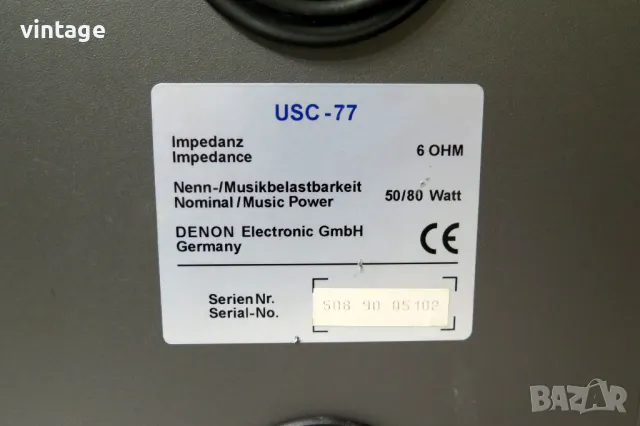 vintage
USC-77
Impedanz
Impedance
6 OHM
Nenn-/Musikbelastbarkeit
Nominal/Music Power
50/80 Watt
DENON Electronic GmbH
Germany
CE
Serien Nr.
Serial-No.
S08 90 05102
BAZAR